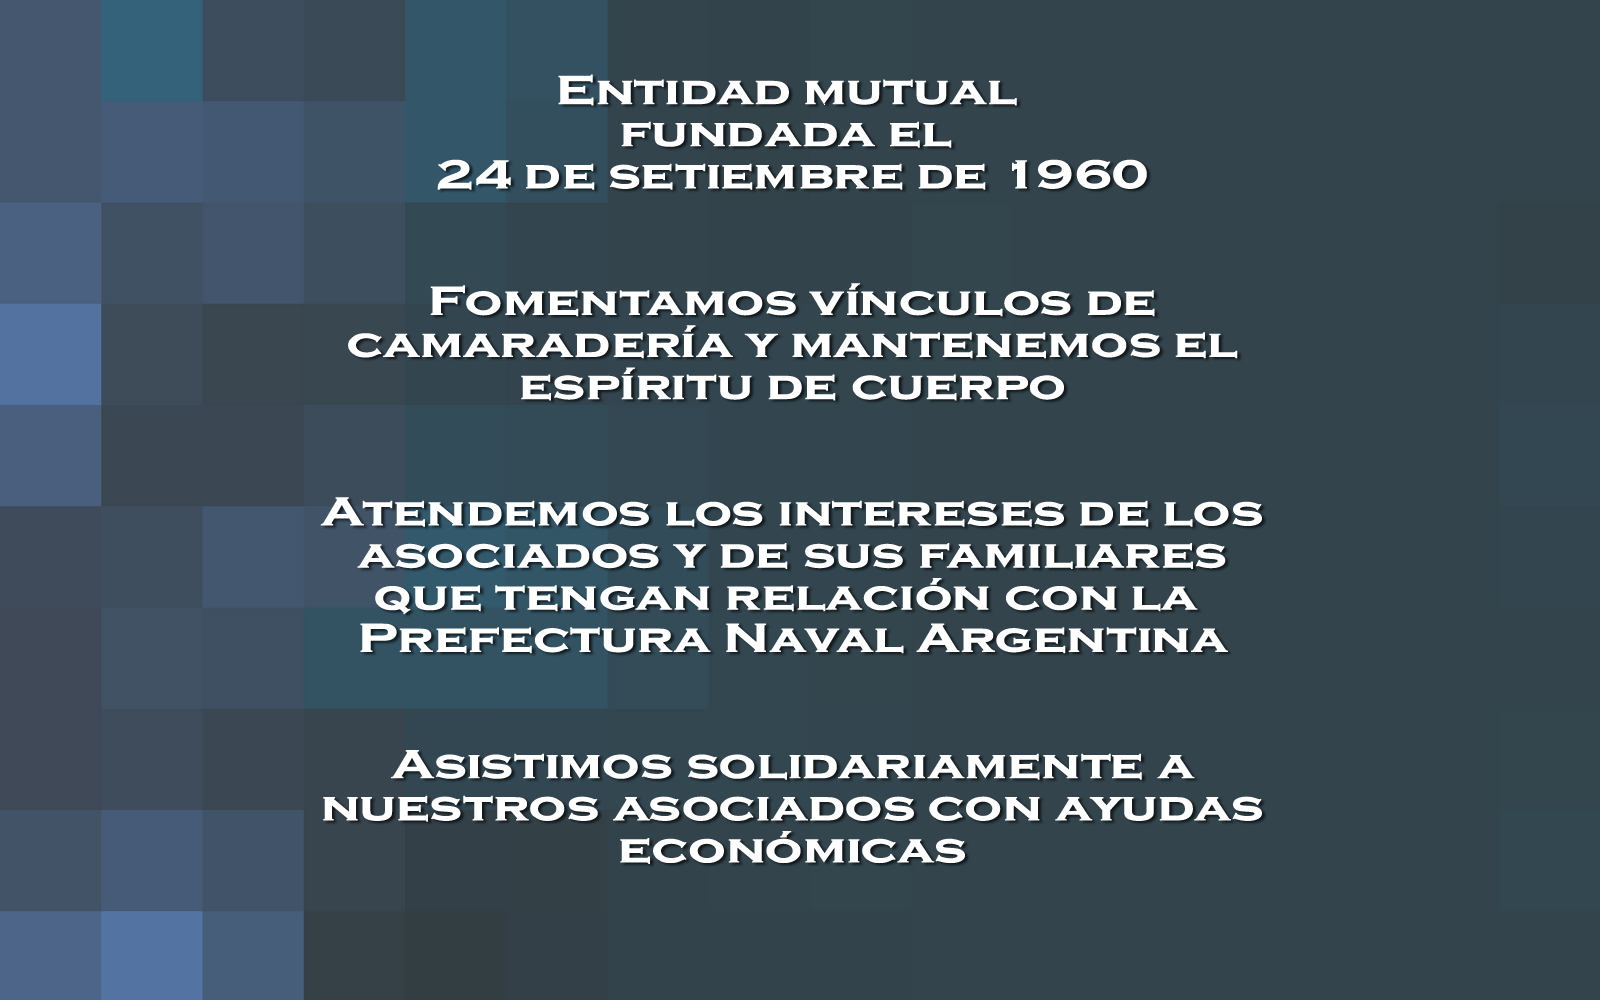 Entidad mutual
fundada el
24 de setiembre de 1960
Fomentamos vínculos de
camaradería y mantenemos el
espíritu de cuerpo
Atendemos los intereses de los
asociados y de sus familiares
que tengan relación con la
Prefectura Naval Argentina
Asistimos solidariamente a
nuestros asociados con ayudas
económicas